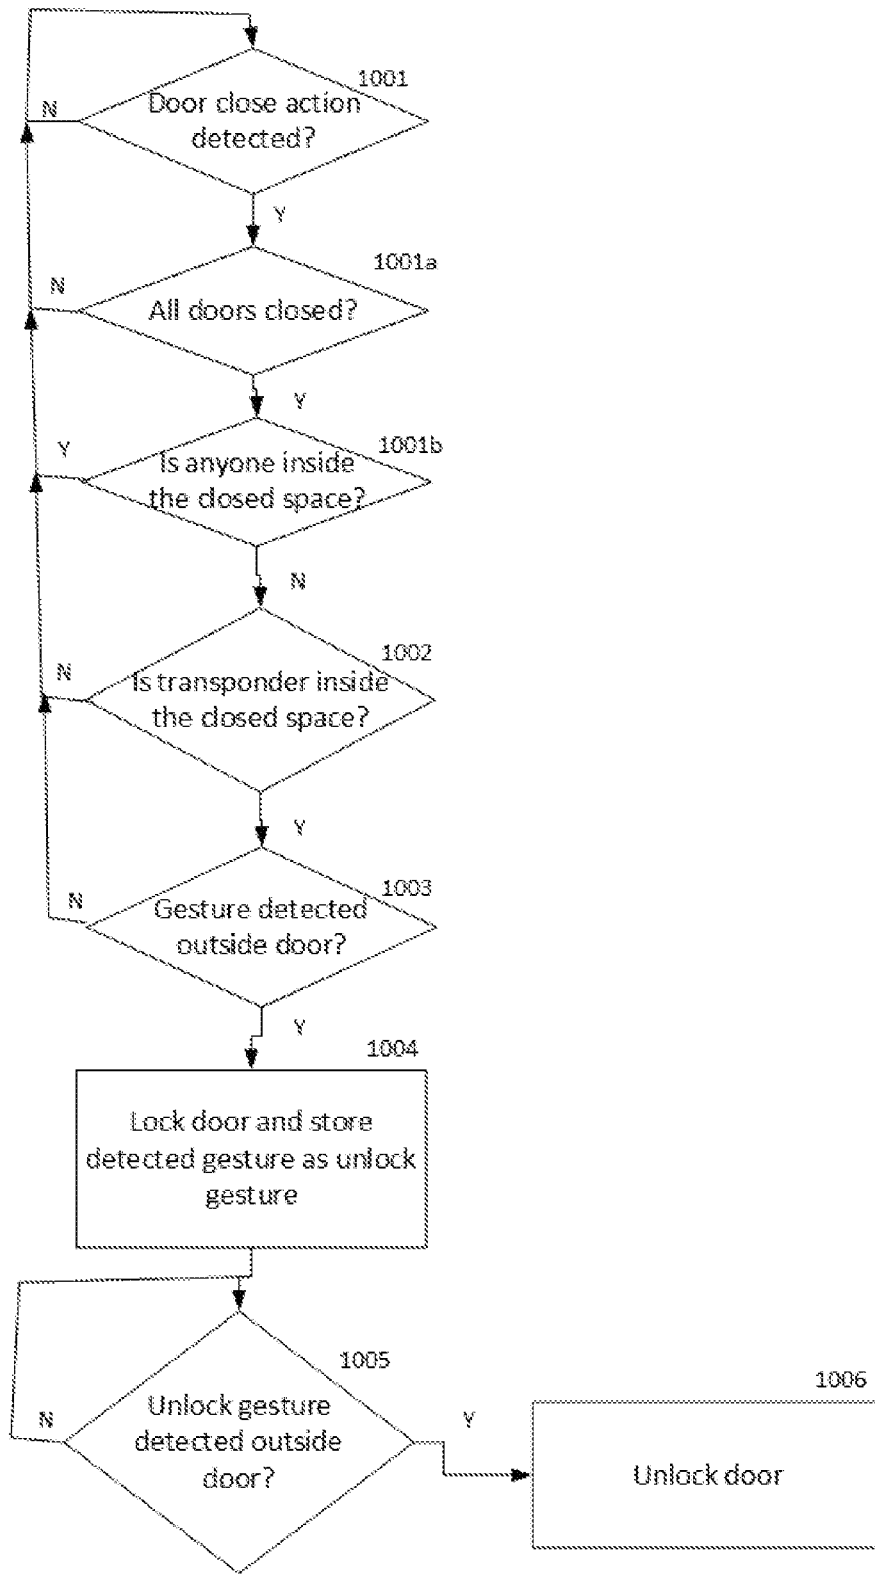 1001
Door close action
detected?
N
Y
1001a
All doors closed?
N
Y
1001b
Is anyone inside
the closed space?
Y
N
1002
Is transponder inside
the closed space?
N
Y
1003
Gesture detected
outside door?
N
Y
1004
Lock door and store
detected gesture as unlock
gesture
1005
Unlock gesture
detected outside
door?
N
Y
1006
Unlock door